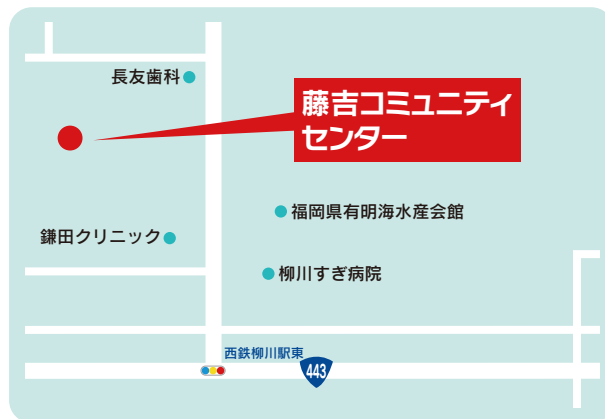 長友歯科
藤吉コミュニティ
センター
福岡県有明海水産会館
鎌田クリニック
柳川すぎ病院
西鉄柳川駅東
443